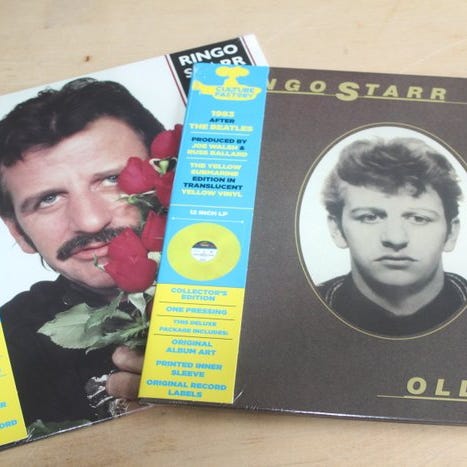 RINGO
STARR
CULTURE
FACTORY
1983
AFTER
THE BEATLES
PRODUCED BY
JOE WALSH &
RUSS BALLARD
THE YELLOW
SUBMARINE
EDITION IN
TRANSLUCENT
YELLOW VINYL
12 INCH LP
COLLECTOR'S
EDITION
ONE PRESSING
THIS DELUXE
PACKAGE INCLUDES:
ORIGINAL
ALBUM ART
PRINTED INNER
SLEEVE
ORIGINAL RECORD
LABELS
NGO STARR
OLD
ORD